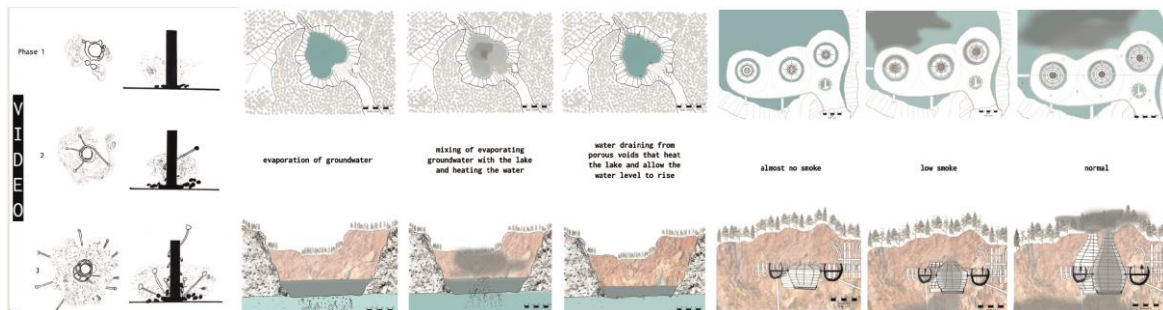 Phase 1
VIDEO
2
3
evaporation of groundwater
mixing of evaporating
groundwater with the lake
and heating the water
water draining from
porous voids that heat
the lake and allow the
water level to rise
almost no smoke
low smoke
normal